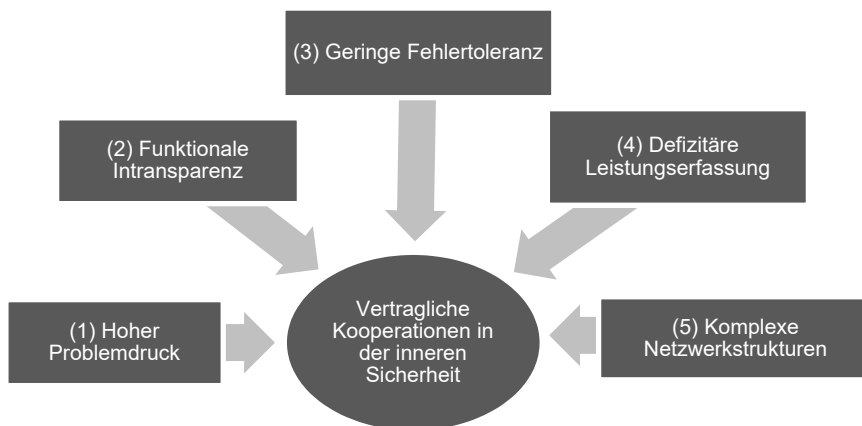 (3) Geringe Fehlertoleranz
(2) Funktionale
Intransparenz
(4) Defizitäre
Leistungserfassung
(1) Hoher
Problemdruck
Vertragliche
Kooperationen in
der inneren
Sicherheit
(5) Komplexe
Netzwerkstrukturen